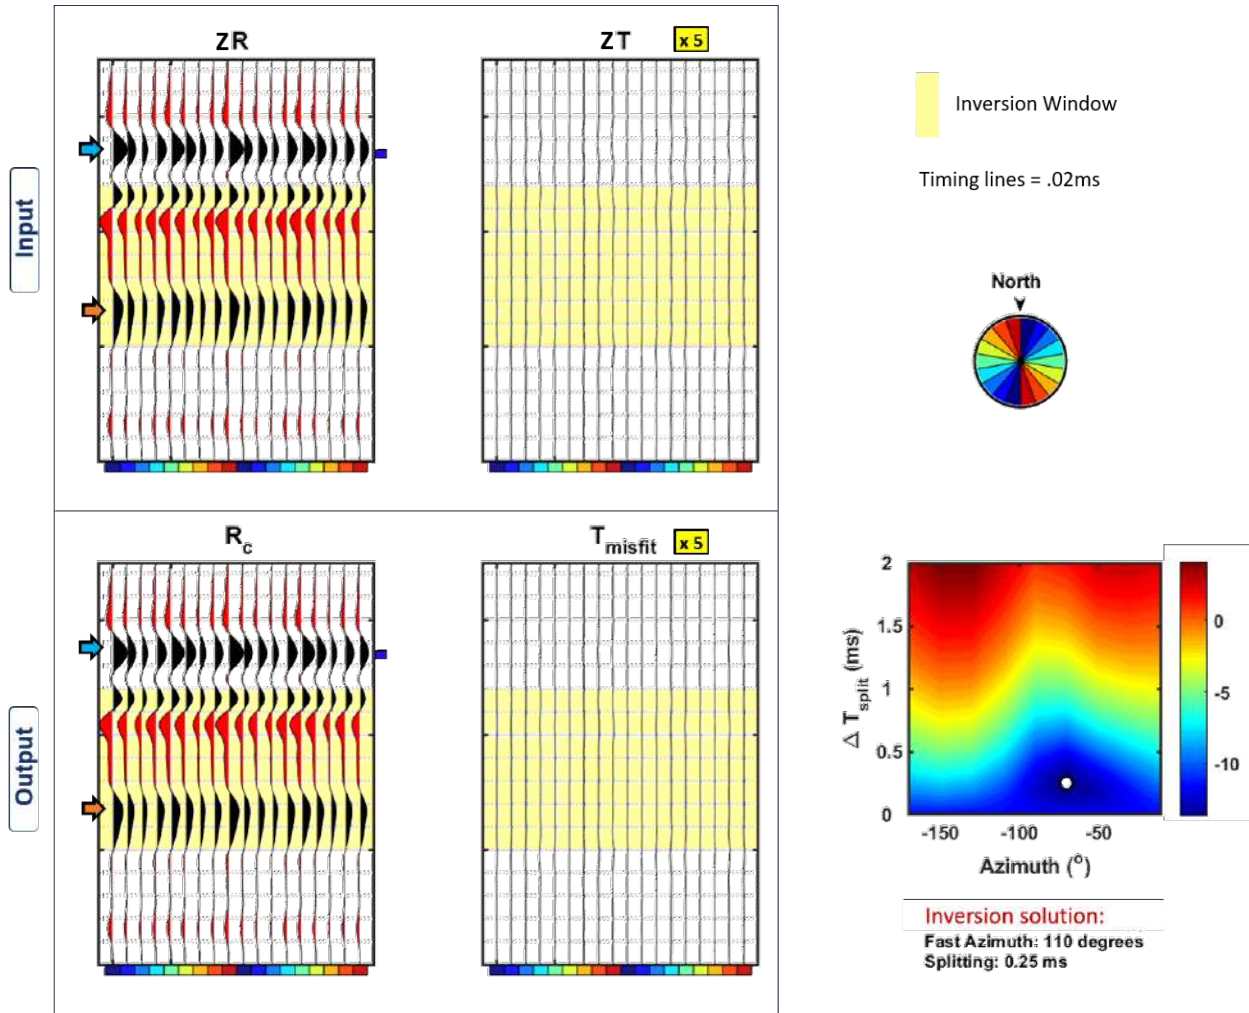 ZR
ZT
x 5
Input
Inversion Window
Timing lines = .02ms
North
Rc
Tmisfit
x 5
Output
2
1.5
1
0.5
0
Δ Tsplit (ms)
-150
-100
-50
Azimuth (°)
0
-5
-10
Inversion solution:
Fast Azimuth: 110 degrees
Splitting: 0.25 ms